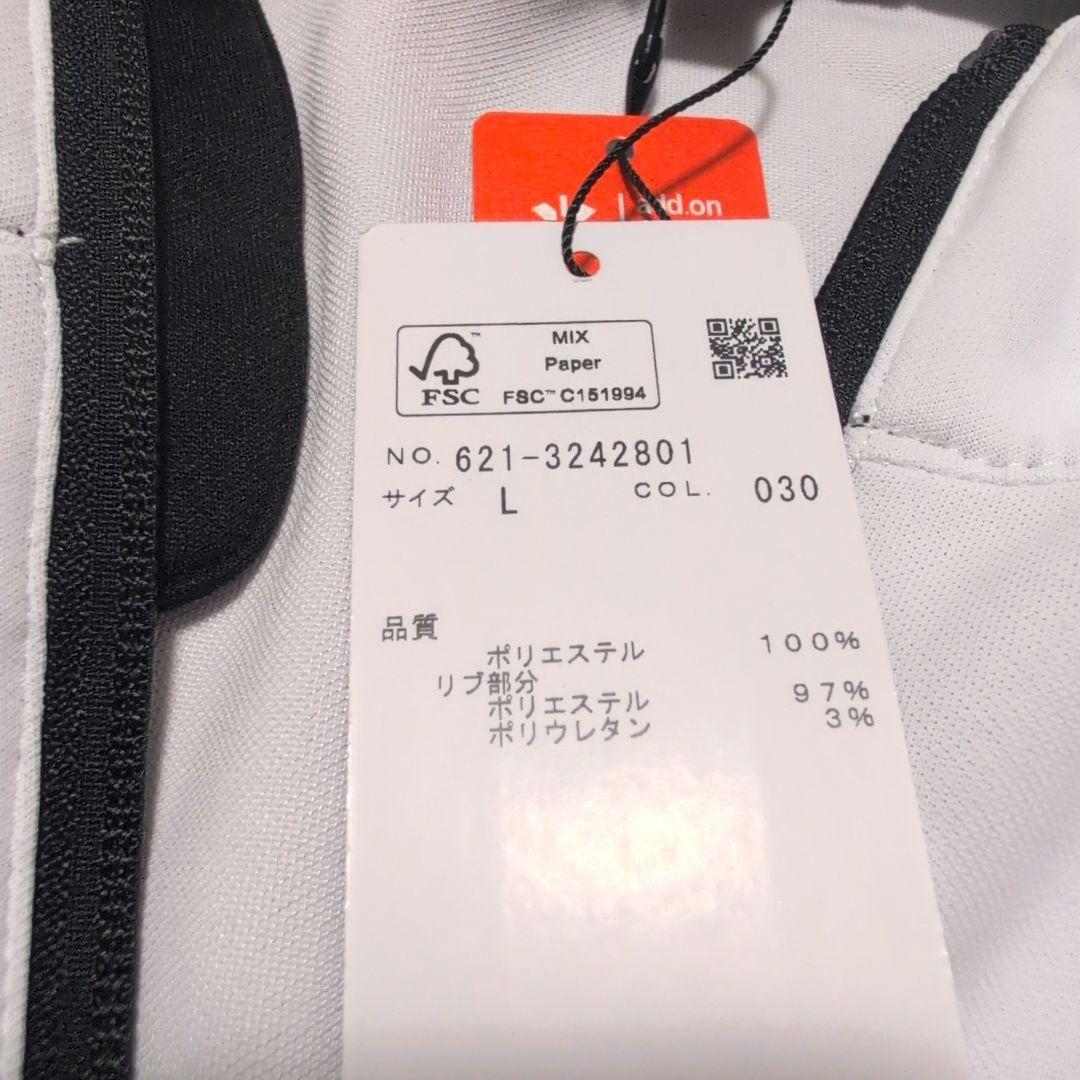 add.on
MIX
Paper
FSC™ C151994
FSC™
NO. 621-3242801
サイズ L COL. 030
品質
ポリエステル 100%
リブ部分
ポリエステル 97%
ポリウレタン 3%